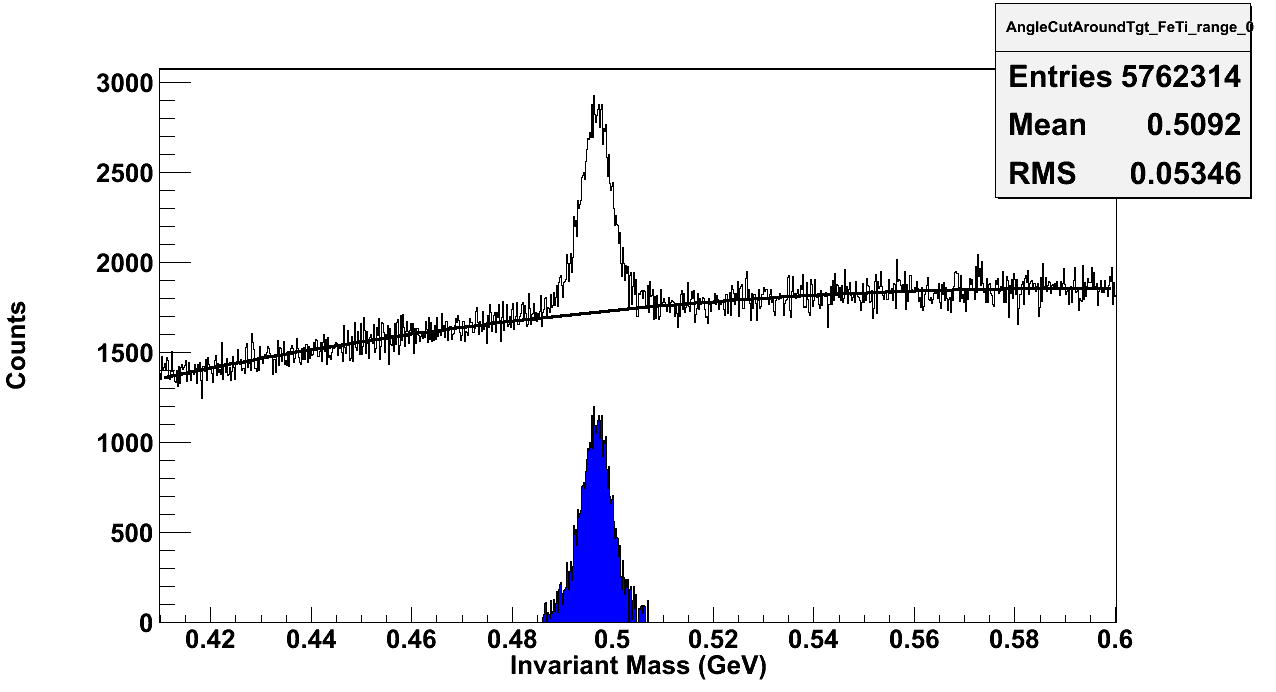 AngleCutAroundTgt_FeTi_range_0
Entries 5762314
Mean 0.5092
RMS 0.05346
3000
2500
2000
1500
1000
500
0
Counts
0.42 0.44 0.46 0.48 0.5 0.52 0.54 0.56 0.58 0.6
Invariant Mass (GeV)